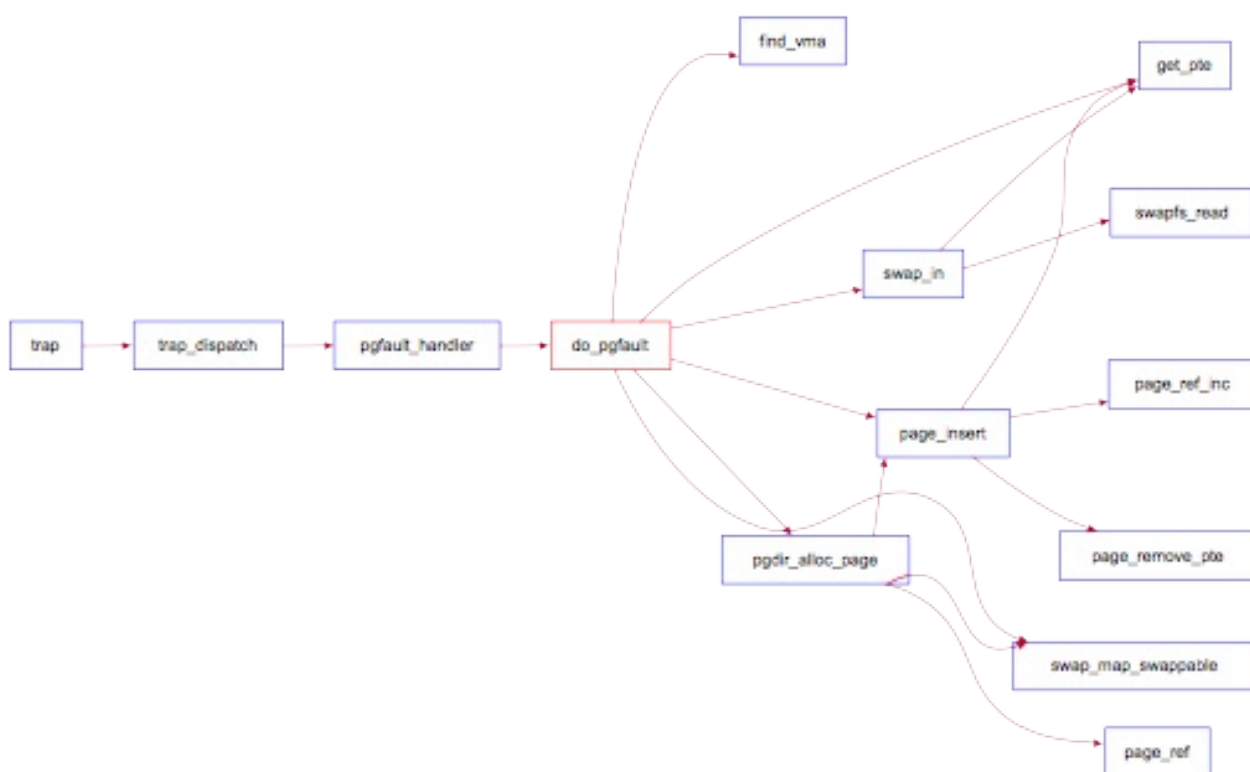 find_vma
get_pte
swapfs_read
swap_in
trap
trap_dispatch
pgfault_handler
do_pgfault
page_ref_inc
page_insert
pgdir_alloc_page
page_remove_pte
swap_map_swappable
page_ref